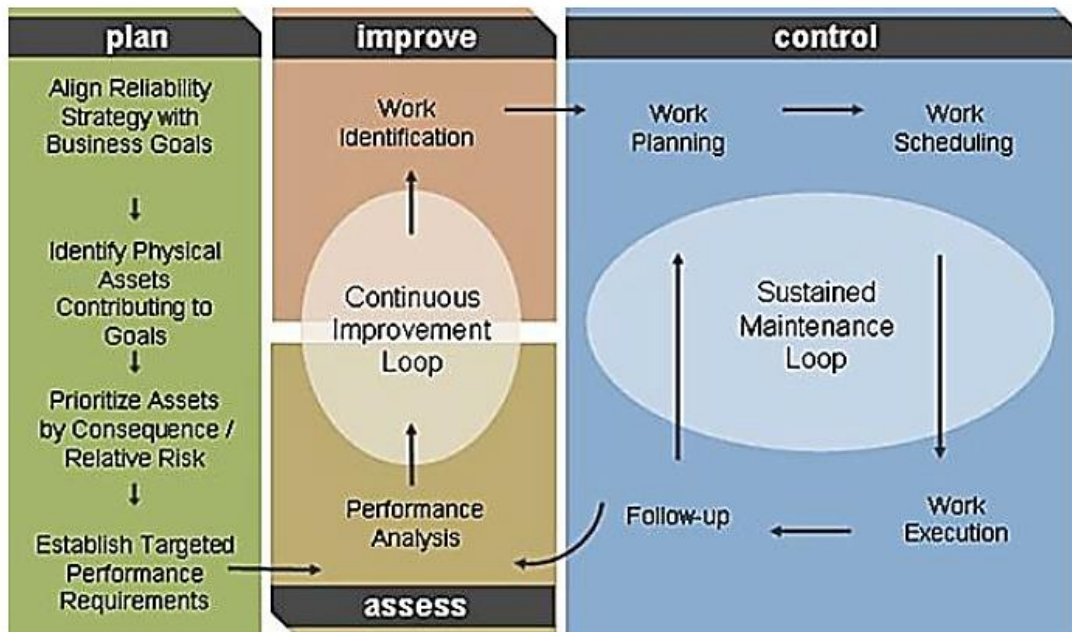 plan
Align Reliability
Strategy with
Business Goals
Identify Physical
Assets
Contributing to
Goals
Prioritize Assets
by Consequence /
Relative Risk
Establish Targeted
Performance
Requirements
improve
Work
Identification
Continuous
Improvement
Loop
Performance
Analysis
assess
control
Work
Planning
Work
Scheduling
Sustained
Maintenance
Loop
Follow-up
Work
Execution